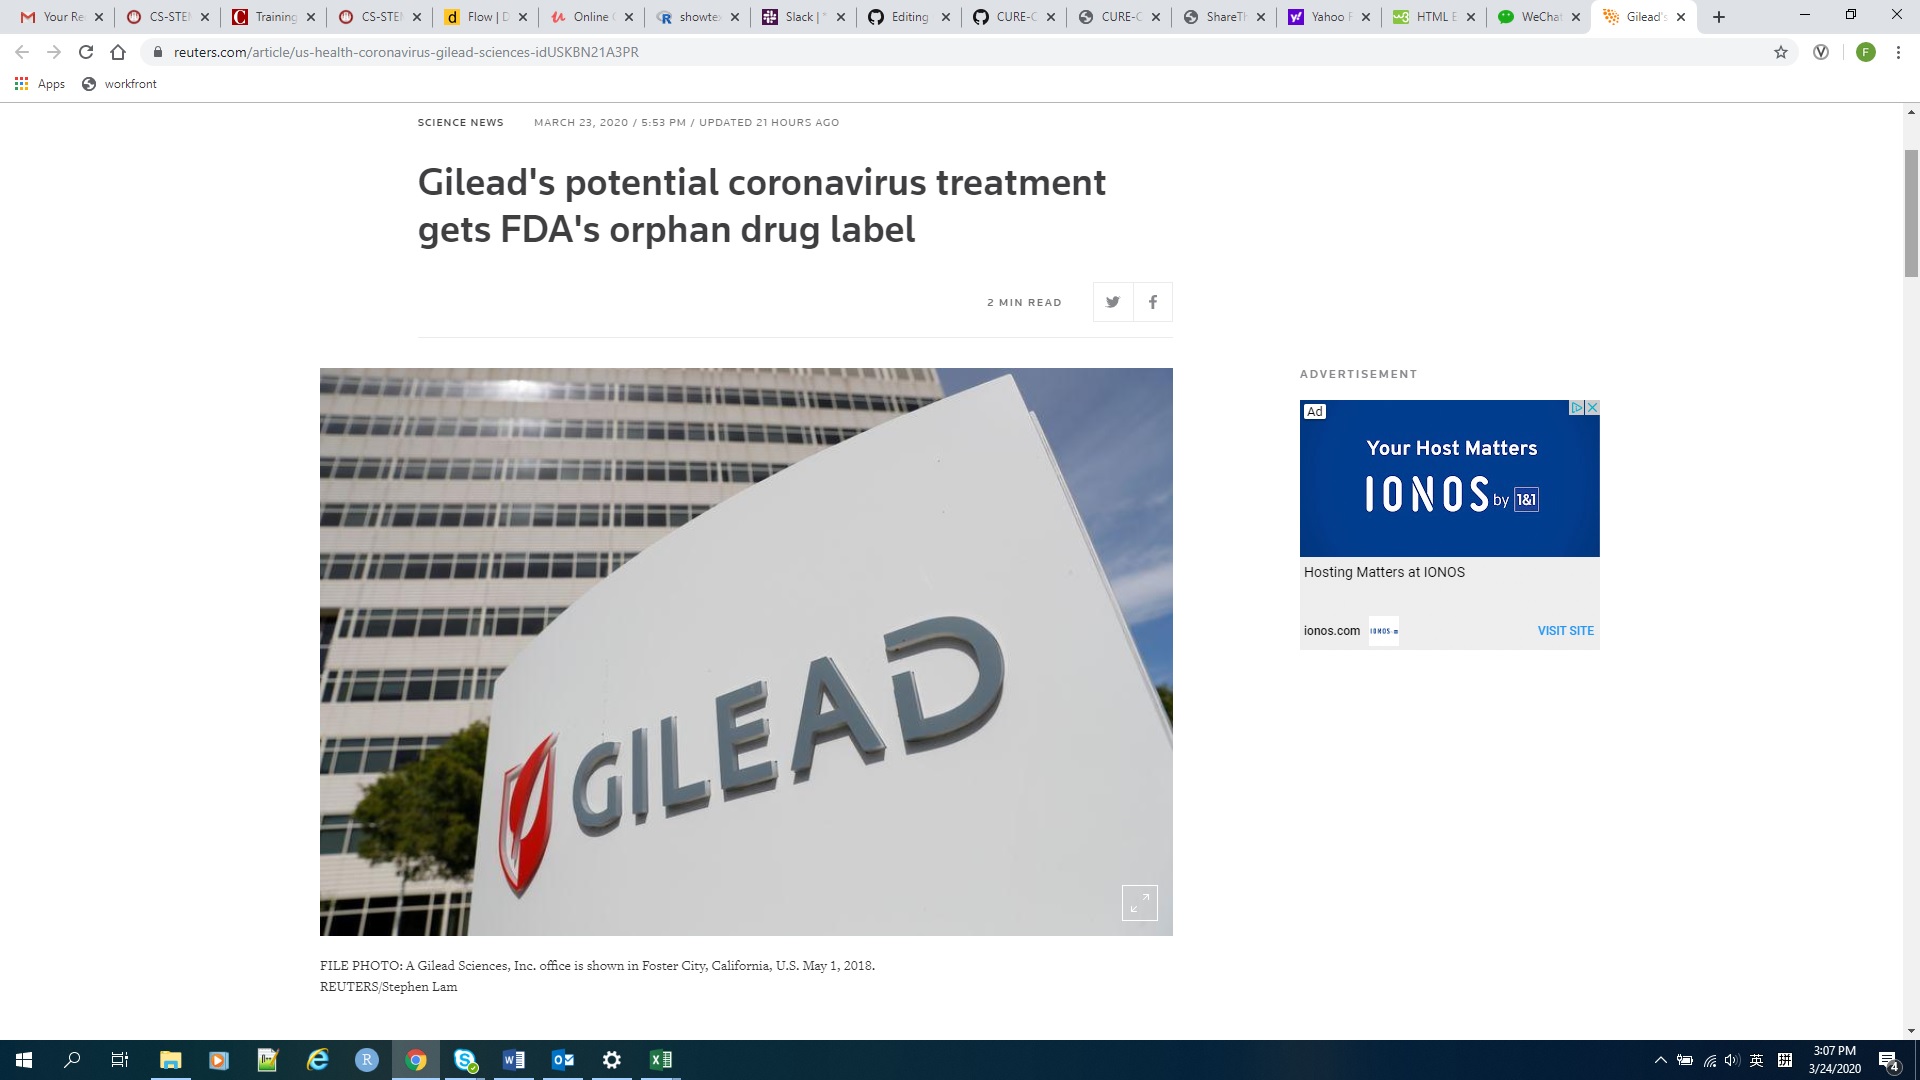 Your Re
CS-STE
Training
CS-STE
Flow | D
Online
showte
Slack |
Editing
CURE-C
CURE-C
ShareTh
Yahoo F
HTML E
WeChat
Gilead's
reuters.com/article/us-health-coronavirus-gilead-sciences-idUSKBN21A3PR
F
Apps
workfront
SCIENCE NEWS
MARCH 23, 2020 / 5:53 PM / UPDATED 21 HOURS AGO
Gilead's potential coronavirus treatment
gets FDA's orphan drug label
2 MIN READ
ADVERTISEMENT
Ad
Your Host Matters
IONOS by 1&1
Hosting Matters at IONOS
ionos.com
IONOS
VISIT SITE
GILEAD
FILE PHOTO: A Gilead Sciences, Inc. office is shown in Foster City, California, U.S. May 1, 2018.
REUTERS/Stephen Lam
英
拼
3:07 PM
3/24/2020
4